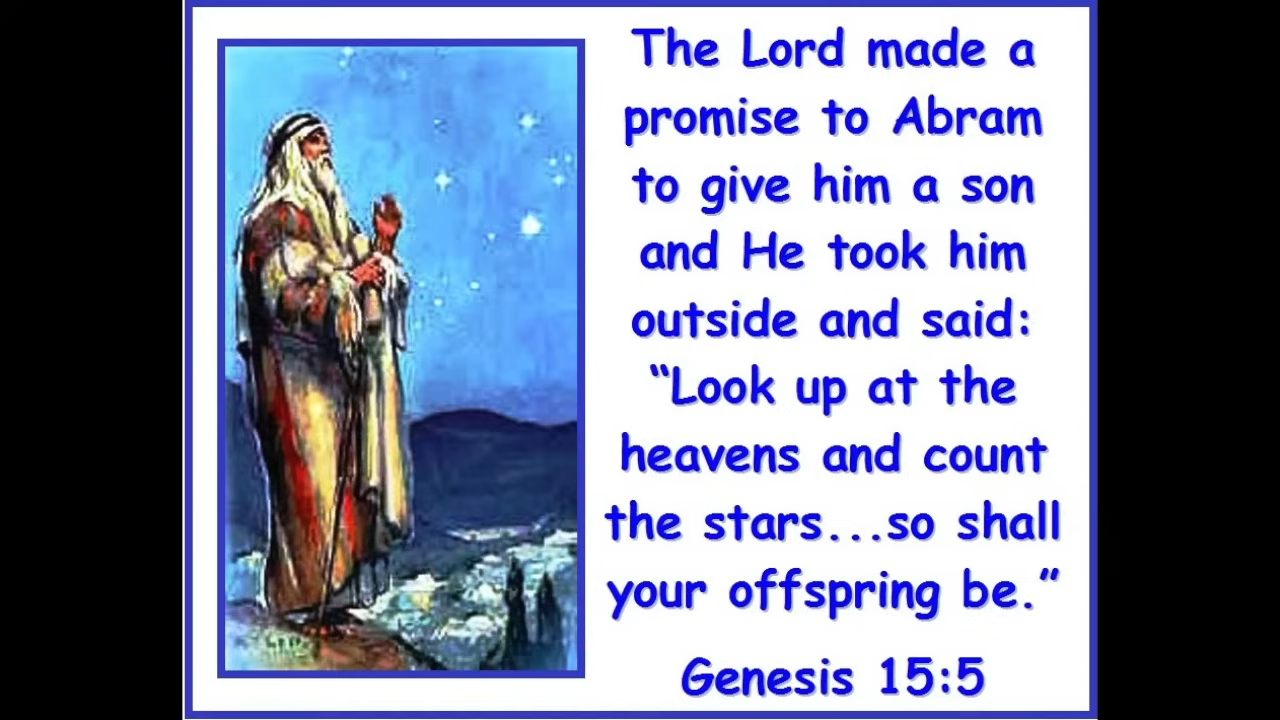 The Lord made a
promise to Abram
to give him a son
and He took him
outside and said:
“Look up at the
heavens and count
the stars...so shall
your offspring be.”
Genesis 15:5